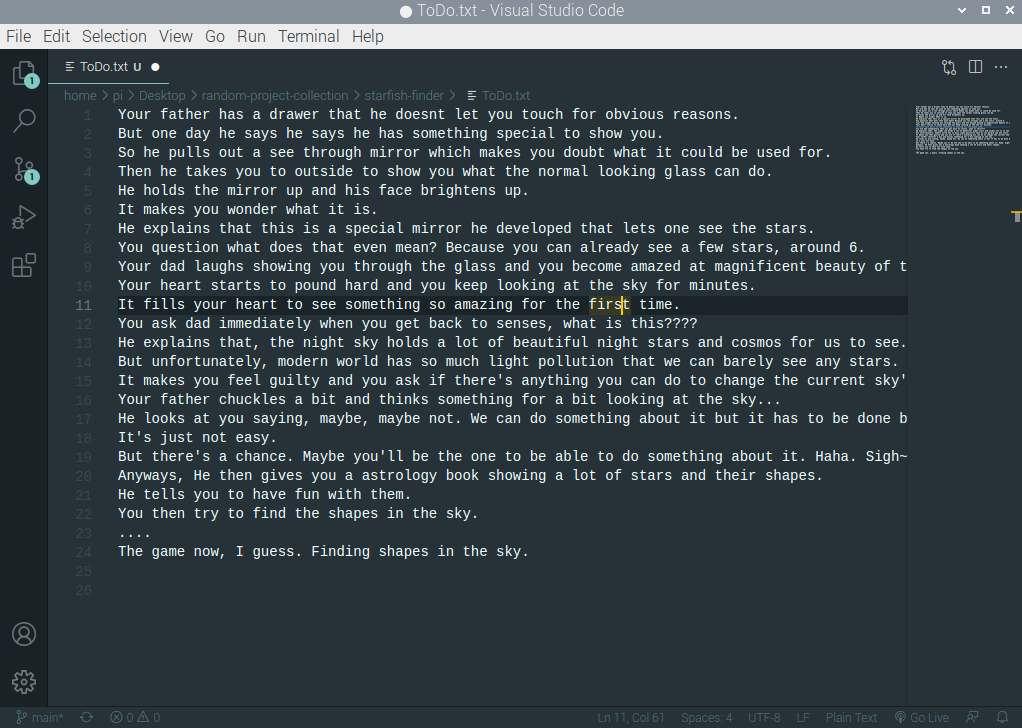 ToDo.txt - Visual Studio Code
File Edit Selection View Go Run Terminal Help
ToDo.txt U
home > pi > Desktop > random-project-collection > starfish-finder > ToDo.txt
1 Your father has a drawer that he doesnt let you touch for obvious reasons.
2 But one day he says he says he has something special to show you.
3 So he pulls out a see through mirror which makes you doubt what it could be used for.
4 Then he takes you to outside to show you what the normal looking glass can do.
5 He holds the mirror up and his face brightens up.
6 It makes you wonder what it is.
7 He explains that this is a special mirror he developed that lets one see the stars.
8 You question what does that even mean? Because you can already see a few stars, around 6.
9 Your dad laughs showing you through the glass and you become amazed at magnificent beauty of t
10 Your heart starts to pound hard and you keep looking at the sky for minutes.
11 It fills your heart to see something so amazing for the first time.
12 You ask dad immediately when you get back to senses, what is this????
13 He explains that, the night sky holds a lot of beautiful night stars and cosmos for us to see.
14 But unfortunately, modern world has so much light pollution that we can barely see any stars.
15 It makes you feel guilty and you ask if there's anything you can do to change the current sky'
16 Your father chuckles a bit and thinks something for a bit looking at the sky...
17 He looks at you saying, maybe, maybe not. We can do something about it but it has to be done b
18 It's just not easy.
19 But there's a chance. Maybe you'll be the one to be able to do something about it. Haha. Sigh~
20 Anyways, He then gives you a astrology book showing a lot of stars and their shapes.
21 He tells you to have fun with them.
22 You then try to find the shapes in the sky.
23 ....
24 The game now, I guess. Finding shapes in the sky.
25
26
1
1
main* 0 0 Ln 11, Col 61 Spaces: 4 UTF-8 LF Plain Text Go Live